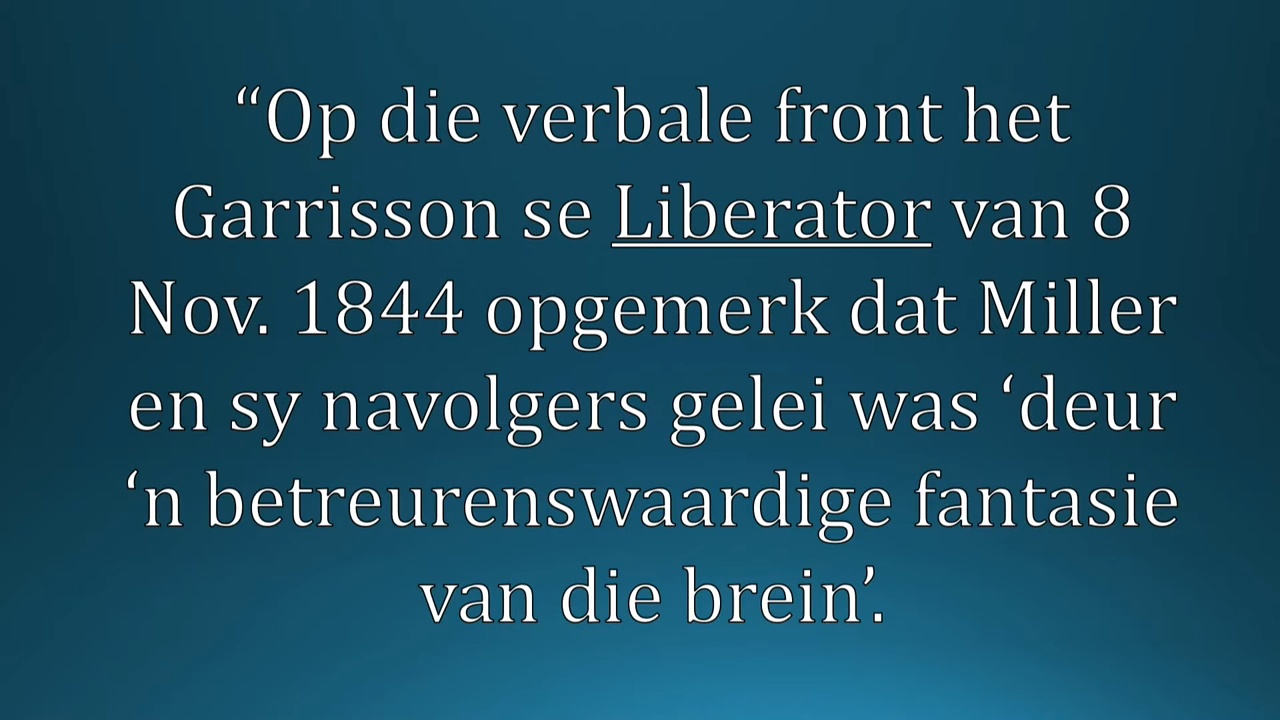 “Op die verbale front het
Garrisson se Liberator van 8
Nov. 1844 opgemerk dat Miller
en sy navolgers gelei was ‘deur
‘n betreurenswaardige fantasie
van die brein’.